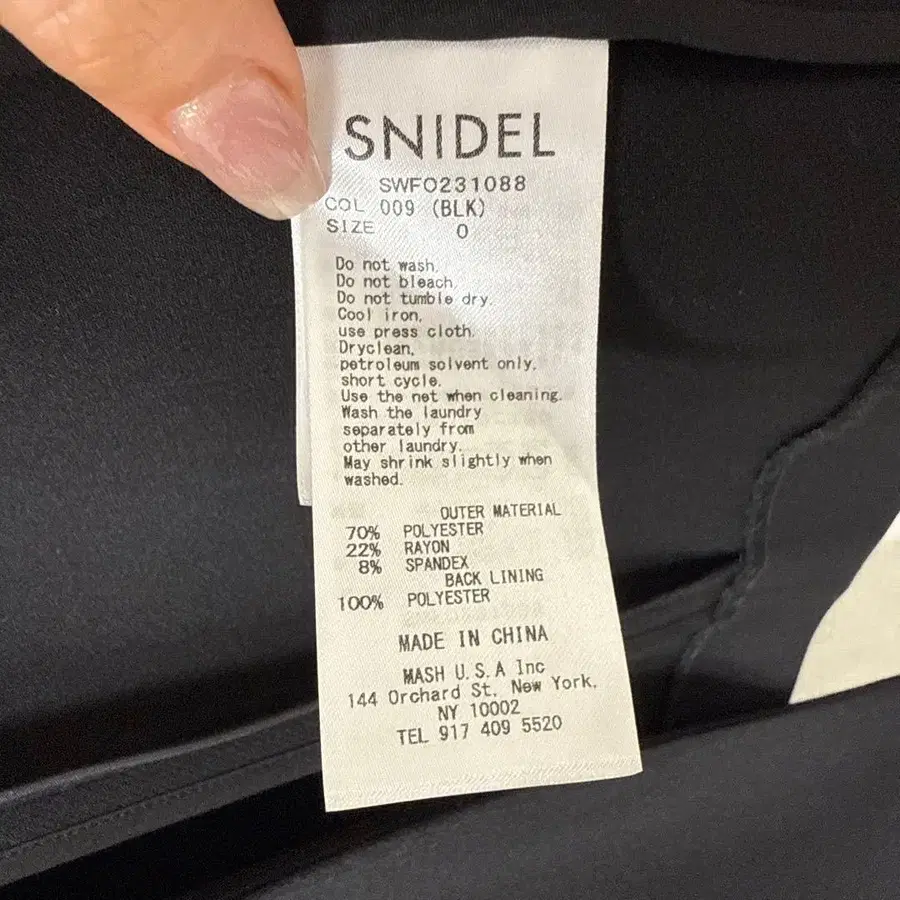 SNIDEL
SWFO231088
COL 009 (BLK)
SIZE 0
Do not wash.
Do not bleach.
Do not tumble dry.
Cool iron,
use press cloth.
Dryclean,
petroleum solvent only,
short cycle.
Use the net when cleaning.
Wash the laundry
separately from
other laundry.
May shrink slightly when
washed.
OUTER MATERIAL
70% POLYESTER
22% RAYON
8% SPANDEX
BACK LINING
100% POLYESTER
MADE IN CHINA
MASH U.S.A Inc
144 Orchard St, New York,
NY 10002
TEL 917 409 5520